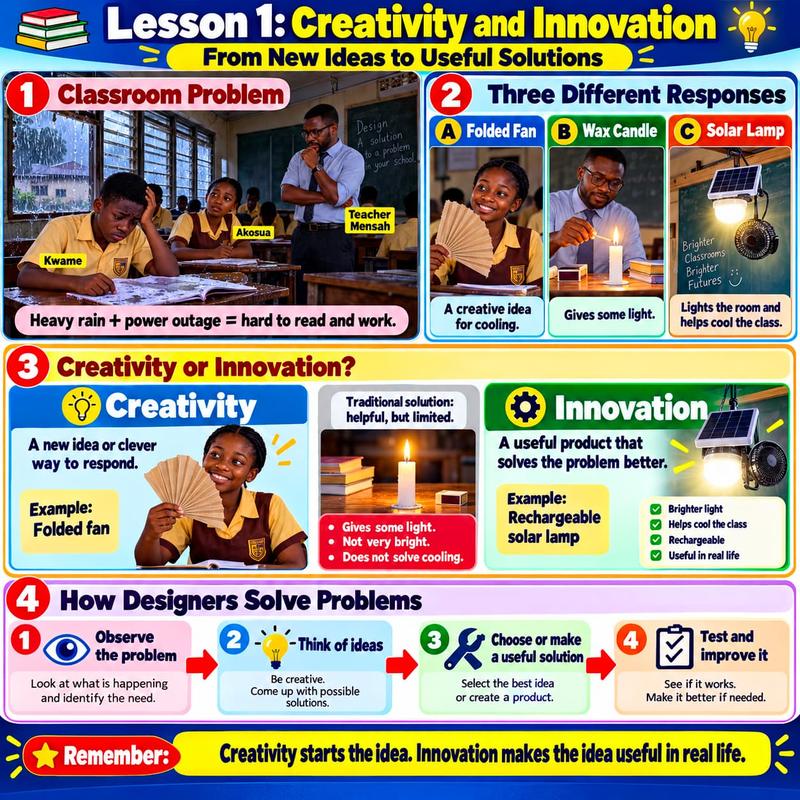 Lesson 1: Creativity and Innovation
From New Ideas to Useful Solutions
1 Classroom Problem
Design
A solution
to a problem
in your school.
Kwame
Akosua
Teacher
Mensah
Heavy rain + power outage = hard to read and work.
2 Three Different Responses
A Folded Fan
A creative idea
for cooling.
B Wax Candle
Gives some light.
C Solar Lamp
Brighter
Classrooms
Brighter
Futures
Lights the room and
helps cool the class.
3 Creativity or Innovation?
Creativity
A new idea or clever
way to respond.
Example:
Folded fan
Traditional solution:
helpful, but limited.
• Gives some light.
• Not very bright.
• Does not solve cooling.
Innovation
A useful product that
solves the problem better.
Example:
Rechargeable
solar lamp
Brighter light
Helps cool the class
Rechargeable
Useful in real life
4 How Designers Solve Problems
1 Observe
the problem
Look at what is happening
and identify the need.
2 Think of ideas
Be creative.
Come up with possible
solutions.
3 Choose or make
a useful solution
Select the best idea
or create a product.
4 Test and
improve it
See if it works.
Make it better if needed.
Remember:
Creativity starts the idea. Innovation makes the idea useful in real life.